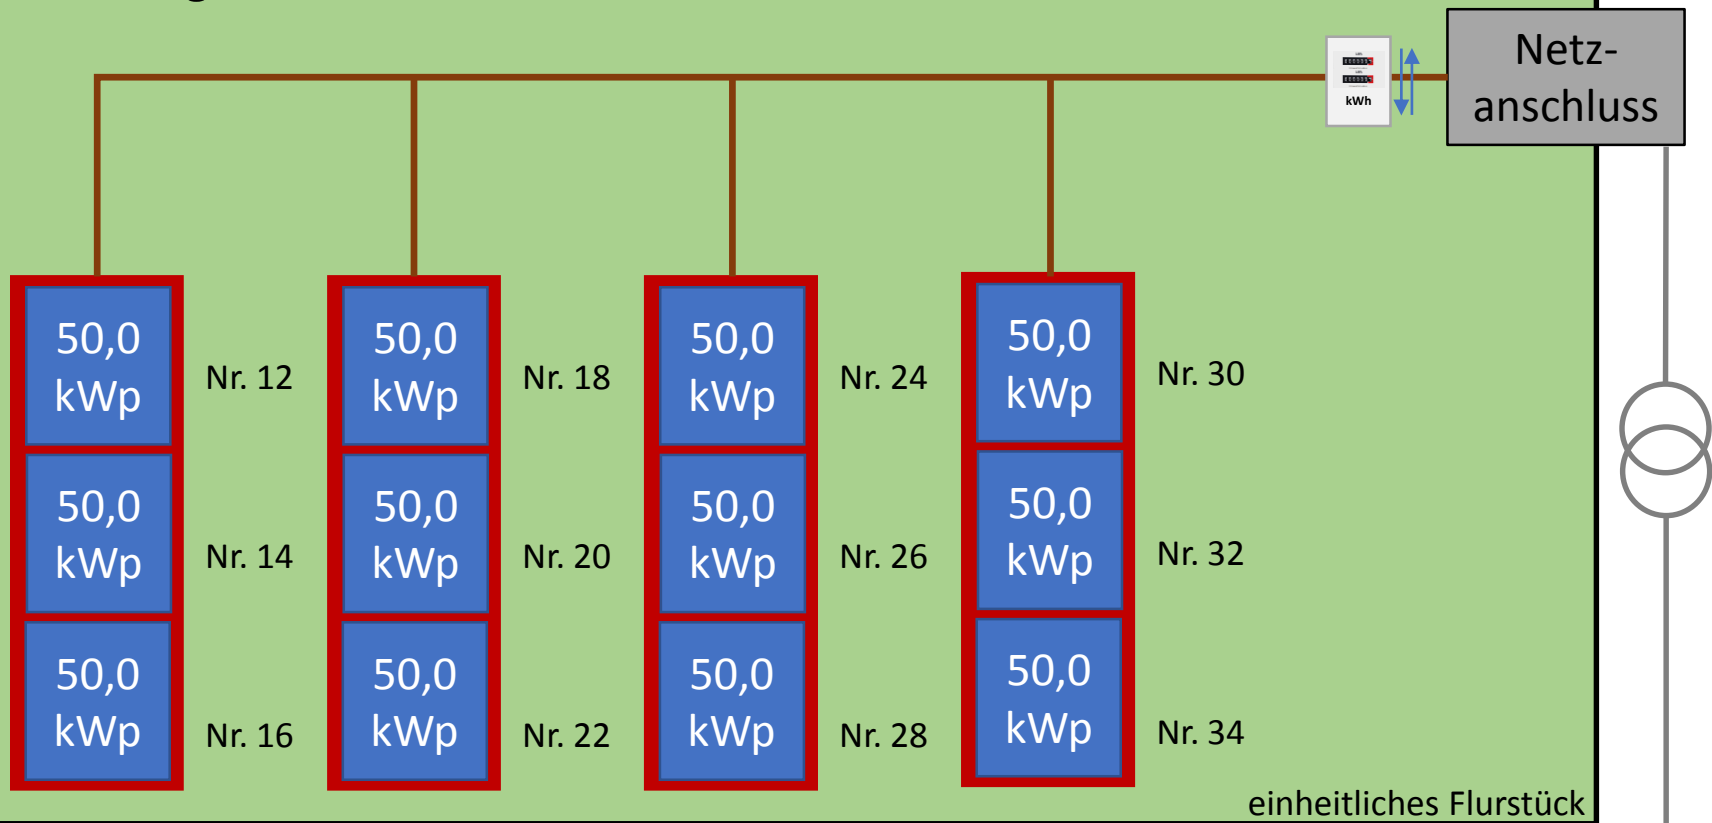 Netz-
anschluss
kWh
50,0
kWp
Nr. 12
50,0
kWp
Nr. 14
50,0
kWp
Nr. 16
50,0
kWp
Nr. 18
50,0
kWp
Nr. 20
50,0
kWp
Nr. 22
50,0
kWp
Nr. 24
50,0
kWp
Nr. 26
50,0
kWp
Nr. 28
50,0
kWp
Nr. 30
50,0
kWp
Nr. 32
50,0
kWp
Nr. 34
einheitliches Flurstück